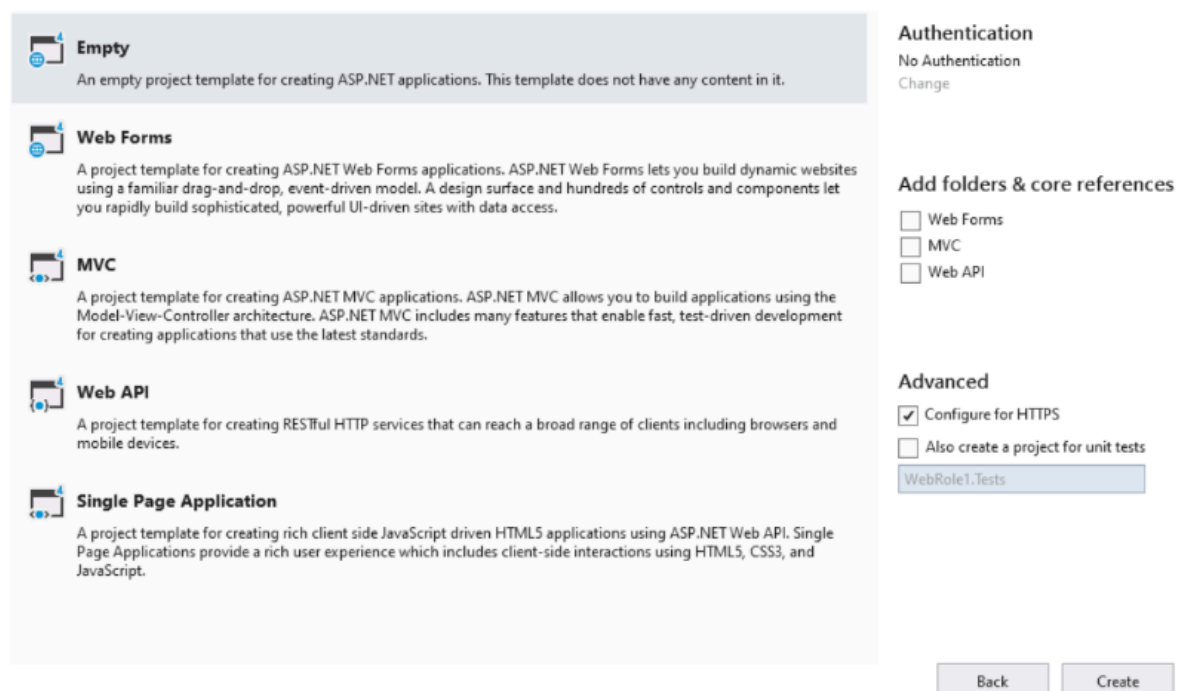 Empty
An empty project template for creating ASP.NET applications. This template does not have any content in it.
Web Forms
A project template for creating ASP.NET Web Forms applications. ASP.NET Web Forms lets you build dynamic websites
using a familiar drag-and-drop, event-driven model. A design surface and hundreds of controls and components let
you rapidly build sophisticated, powerful UI-driven sites with data access.
MVC
A project template for creating ASP.NET MVC applications. ASP.NET MVC allows you to build applications using the
Model-View-Controller architecture. ASP.NET MVC includes many features that enable fast, test-driven development
for creating applications that use the latest standards.
Web API
A project template for creating RESTful HTTP services that can reach a broad range of clients including browsers and
mobile devices.
Single Page Application
A project template for creating rich client side JavaScript driven HTML5 applications using ASP.NET Web API. Single
Page Applications provide a rich user experience which includes client-side interactions using HTML5, CSS3, and
JavaScript.
Authentication
No Authentication
Change
Add folders & core references
Web Forms
MVC
Web API
Advanced
Configure for HTTPS
Also create a project for unit tests
WebRole1.Tests
Back
Create